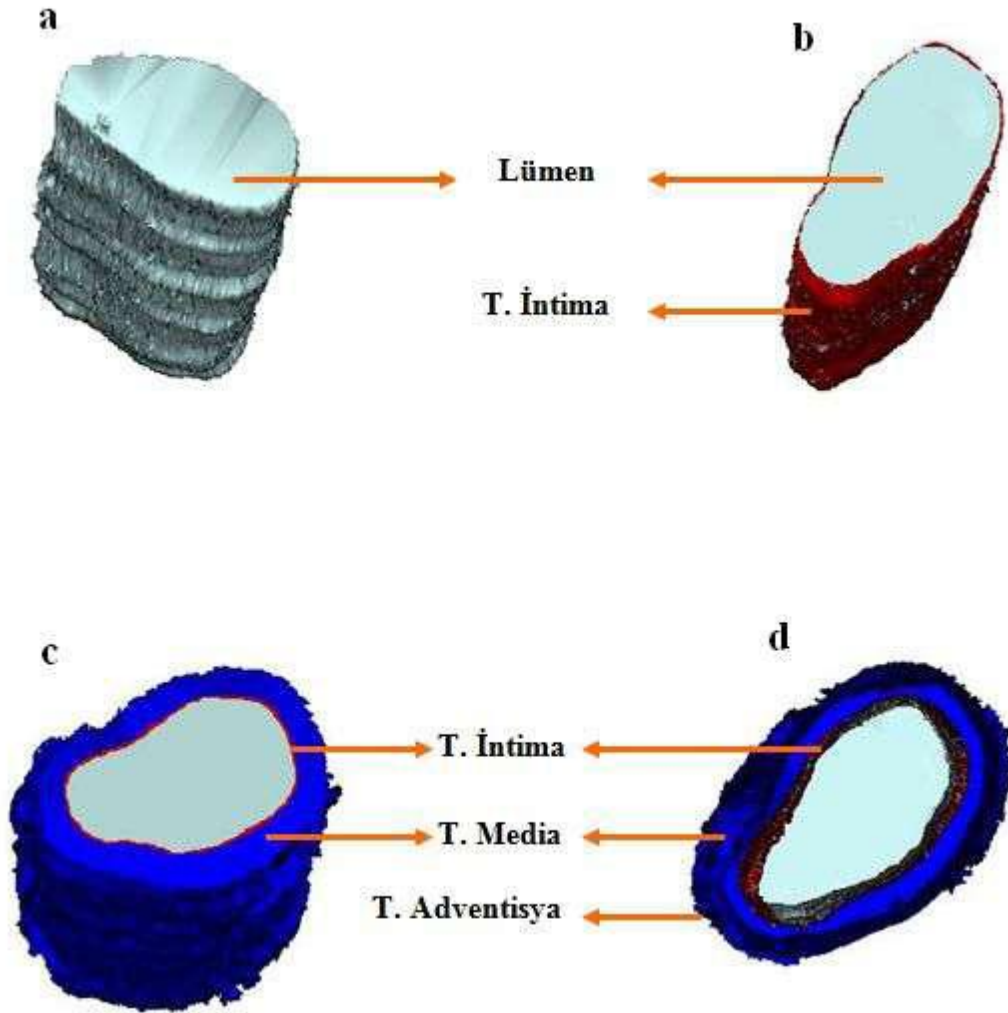 a
b
Lümen
T. İntima
c
d
T. İntima
T. Media
T. Adventisya